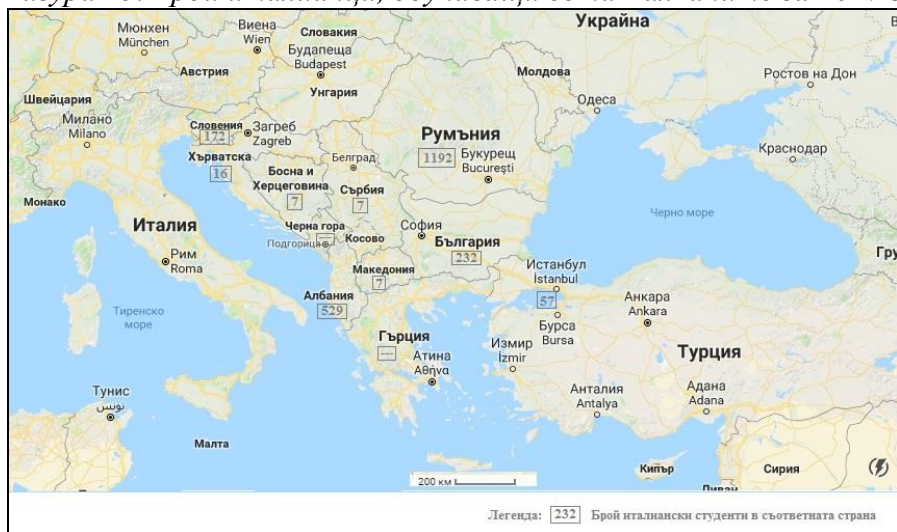 Мюнхен
München
Виена
Wien
Словакия
Будапеща
Budapest
Украйна
Австрия
Унгария
Молдова
Ростов на Дон
Швейцария
Одеса
Милано
Milano
Словения
172
Загреб
Zagreb
Румъния
1192
Букурещ
București
Краснодар
Хърватска
16
Белград
Босна и
Херцеговина
7
Сърбия
7
Монако
Италия
Черна гора
---
Подгорица
Косово
София
България
232
Черно море
Гру
Рим
Roma
Македония
7
Истанбул
İstanbul
57
Албания
529
Бурса
Bursa
Анкара
Ankara
Тиренско
море
Гърция
---
Атина
Αθήνα
Измир
İzmir
Турция
Тунис
تونس
Анталия
Antalya
Адана
Adana
Малта
200 км
Кипър
Сирия
Ливан
Легенда: 232 Брой италиански студенти в съответната страна